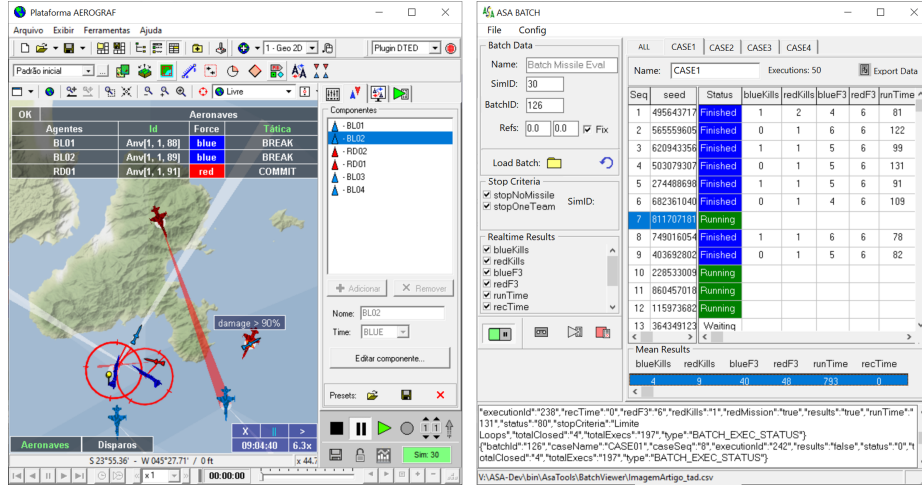 Plataforma AEROGRAF
Arquivo Exibir Ferramentas Ajuda
1 - Geo 2D
Plugin DTED
Padrão inicial
...
Livre
OK Aeronaves
Agentes Id Force Tática
BL01 Anv[1, 1, 88] blue BREAK
BL02 Anv[1, 1, 89] blue BREAK
RD01 Anv[1, 1, 91] red COMMIT
damage > 90%
X || >
Aeronaves Disparos 09:04:40 6.3x
S 23°55.36' - W 045°27.71' / 0 ft x 44.7
x 1 00:00:00
Componentes
- BL01
- BL02
- RD02
- RD01
- BL03
- BL04
Adicionar Remover
Nome: BL02
Time: BLUE
Editar componente...
Presets:
1 1
Sim: 30
ASA BATCH
File Config
Batch Data
Name: Batch Missile Eval
SimID: 30
BatchID: 126
Refs: 0.0 0.0 Fix
Load Batch:
Stop Criteria
stopNoMissile
stopOneTeam
SimID:
Realtime Results
blueKills
redKills
blueF3
redF3
runTime
recTime
ALL CASE1 CASE2 CASE3 CASE4
Name: CASE1 Execuções: 50 Export Data
Seq seed Status blueKills redKills blueF3 redF3 runTime
1 495643717 Finished 1 2 4 6 81
2 565559605 Finished 0 1 6 6 122
3 620943356 Finished 1 1 5 6 99
4 503079307 Finished 0 1 5 6 131
5 274488698 Finished 1 1 5 6 91
6 682361040 Finished 0 1 4 6 109
7 811707181 Running
8 749016054 Finished 1 1 6 6 78
9 403692802 Finished 0 1 5 6 82
10 228533009 Running
11 860457018 Running
12 115973682 Running
13 364349123 Waiting
Mean Results
blueKills redKills blueF3 redF3 runTime recTime
4 9 40 48 793 0
"executionId":"238","recTime":"0","redF3":"6","redKills":"1","redMission":"true","results":"true","runTime":"
131","status":"80","stopCriteria":"Limite
Loops","totalClosed":"4","totalExecs":"197","type":"BATCH_EXEC_STATUS"}
{"batchId":"126","caseName":"CASE01","caseSeq":"8","executionId":"242","results":"false","status":"0","t
otalClosed":"4","totalExecs":"197","type":"BATCH_EXEC_STATUS"}
V:\ASA-Dev\bin\AsaTools\BatchViewer\ImagemArtigo_tad.csv